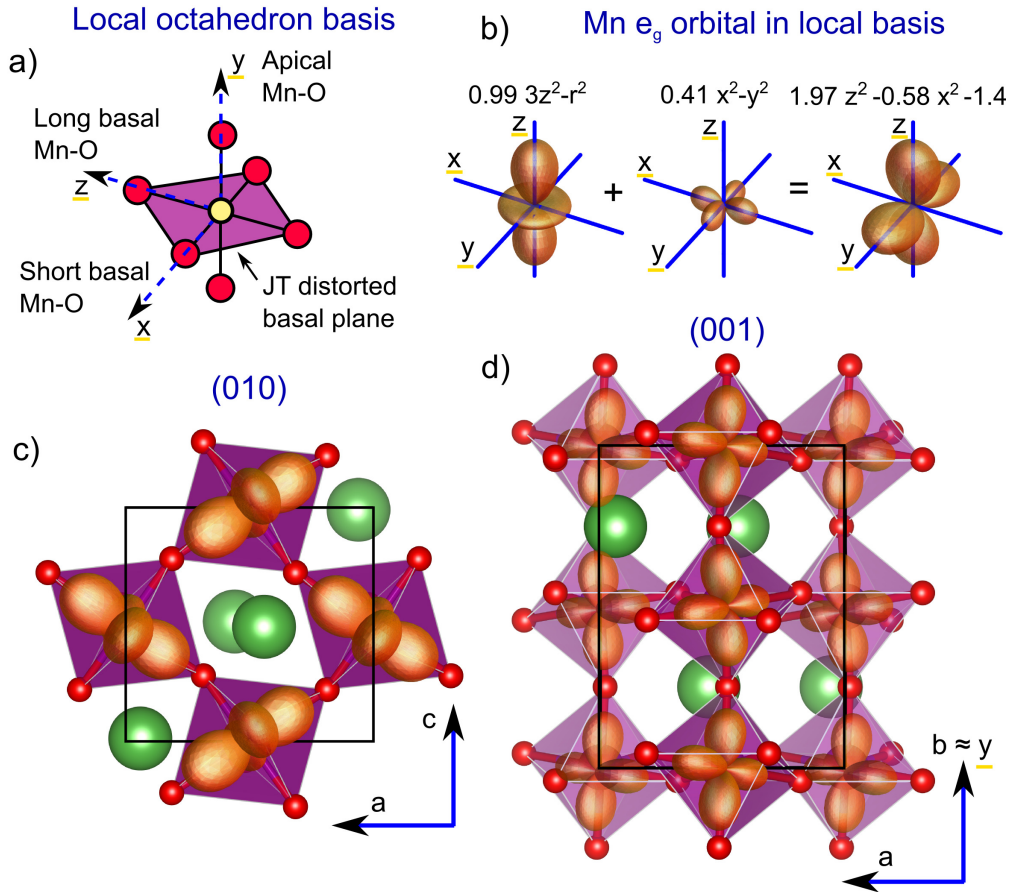 Local octahedron basis
a)
y
Apical
Mn-O
Long basal
Mn-O
z
Short basal
Mn-O
x
JT distorted
basal plane
b)
Mn e_g orbital in local basis
0.99 3z²-r²
0.41 x²-y²
1.97 z² -0.58 x² -1.4
z
x
y
+
z
x
y
=
z
x
y
(010)
c)
c
a
(001)
d)
b ≈ y
a